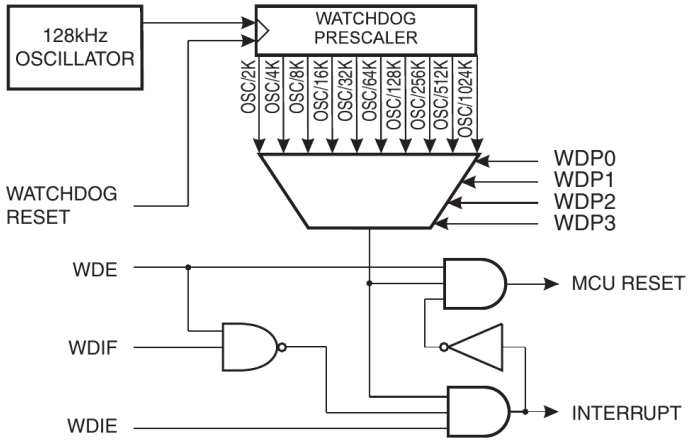 128kHz
OSCILLATOR
WATCHDOG
PRESCALER
OSC/2K
OSC/4K
OSC/8K
OSC/16K
OSC/32K
OSC/64K
OSC/128K
OSC/256K
OSC/512K
OSC/1024K
WDP0
WDP1
WDP2
WDP3
WATCHDOG
RESET
WDE
MCU RESET
WDIF
WDIE
INTERRUPT